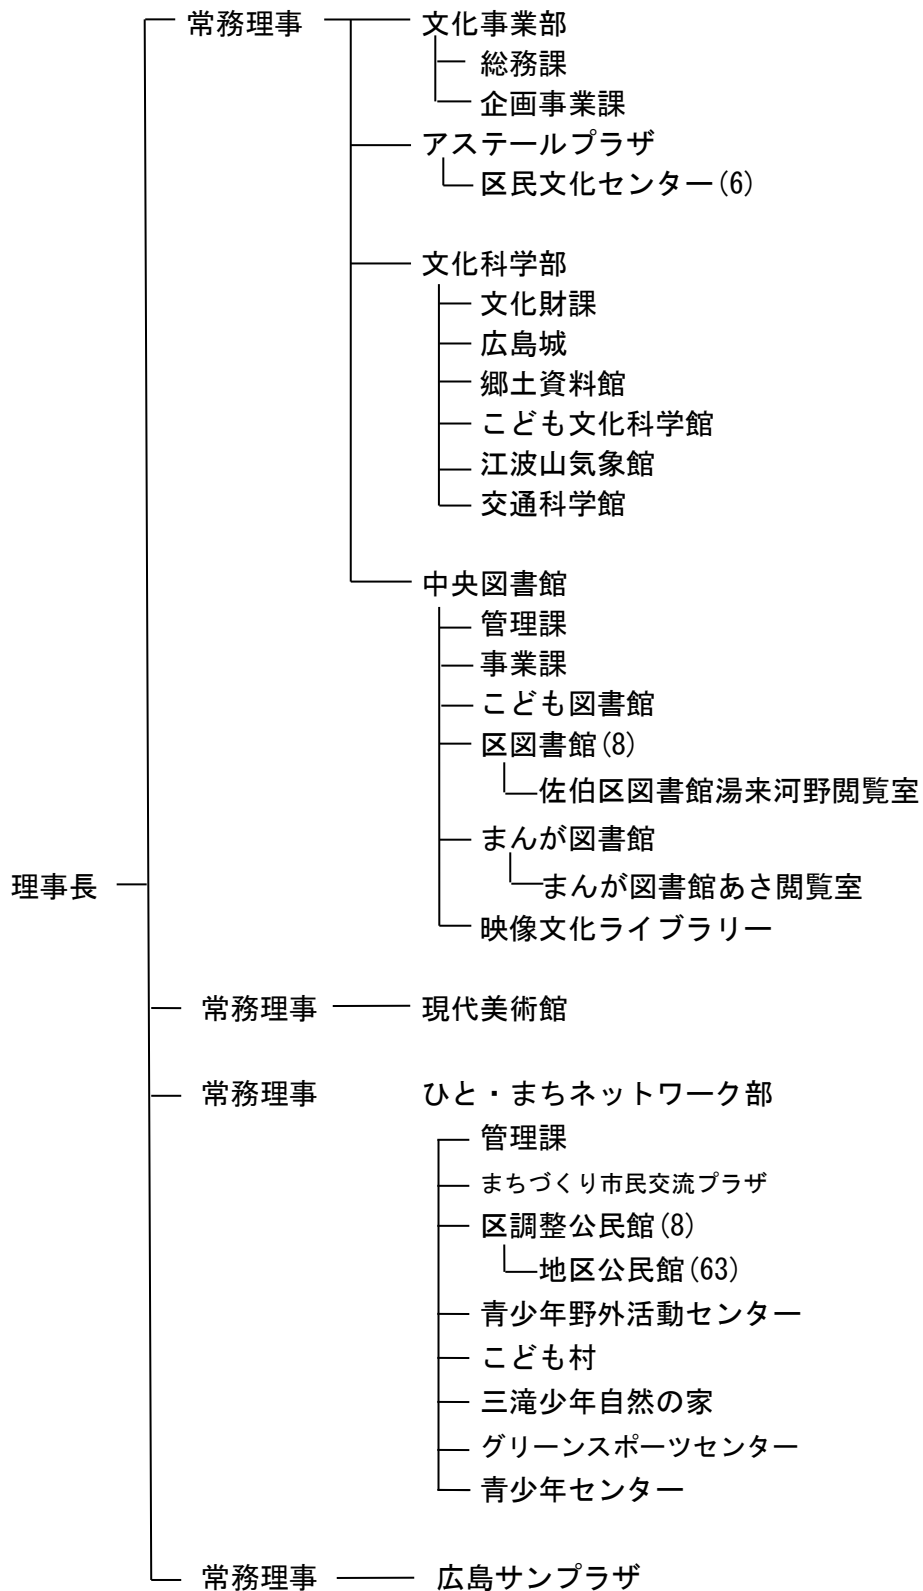 常務理事 文化事業部
総務課
企画事業課
アステールプラザ
区民文化センター(6)
文化科学部
文化財課
広島城
郷土資料館
こども文化科学館
江波山気象館
交通科学館
中央図書館
管理課
事業課
こども図書館
区図書館(8)
佐伯区図書館湯来河野閲覧室
まんが図書館
理事長
まんが図書館あさ閲覧室
映像文化ライブラリー
常務理事 現代美術館
常務理事 ひと・まちネットワーク部
管理課
まちづくり市民交流プラザ
区調整公民館(8)
地区公民館(63)
青少年野外活動センター
こども村
三滝少年自然の家
グリーンスポーツセンター
青少年センター
常務理事 広島サンプラザ